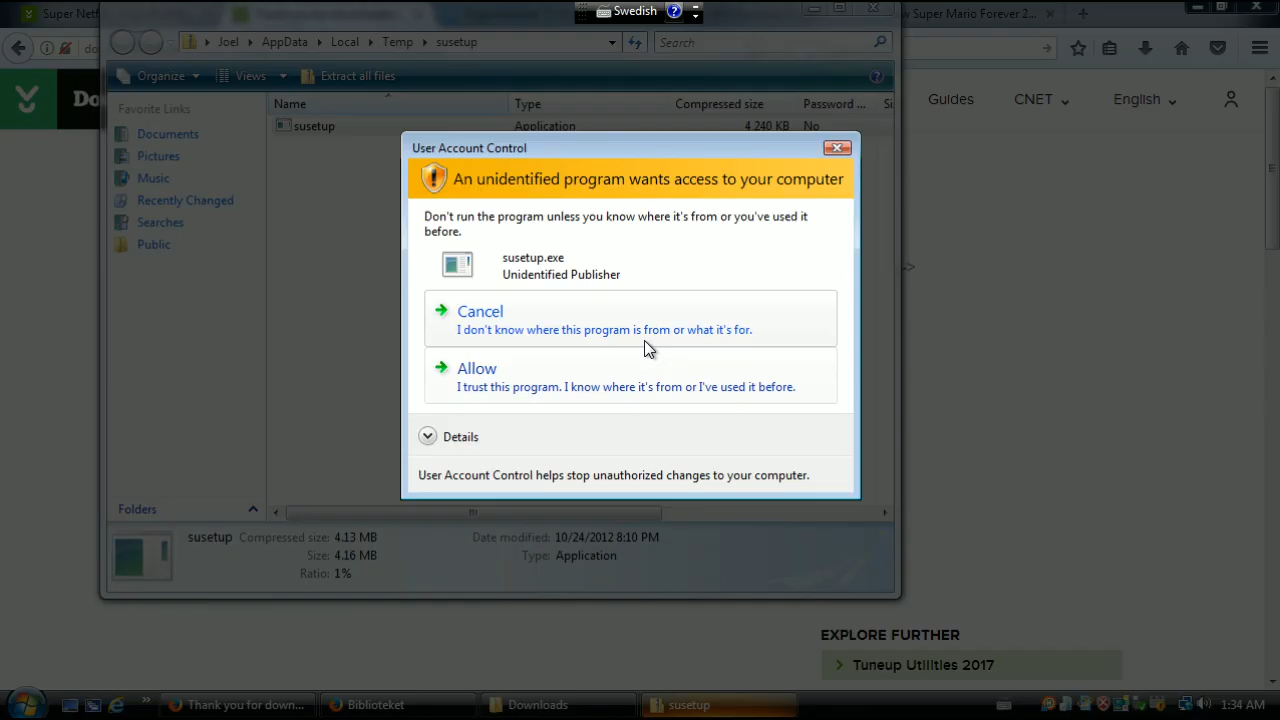 Swedish
Super Netf
w Super Mario Forever 2...
Joel
AppData
Local
Temp
susetup
Search
do
Organize
Views
Extract all files
Do
Guides
CNET
English
Favorite Links
Documents
Pictures
Music
Recently Changed
Searches
Public
Folders
Name
Type
Compressed size
Password ...
Si
susetup
Application
4,240 KB
No
User Account Control
An unidentified program wants access to your computer
Don't run the program unless you know where it's from or you've used it
before.
susetup.exe
Unidentified Publisher
Cancel
I don't know where this program is from or what it's for.
Allow
I trust this program. I know where it's from or I've used it before.
Details
User Account Control helps stop unauthorized changes to your computer.
susetup
Compressed size: 4.13 MB
Size: 4.16 MB
Ratio: 1%
Date modified: 10/24/2012 8:10 PM
Type: Application
EXPLORE FURTHER
Tuneup Utilities 2017
Thank you for down...
Biblioteket
Downloads
susetup
1:34 AM